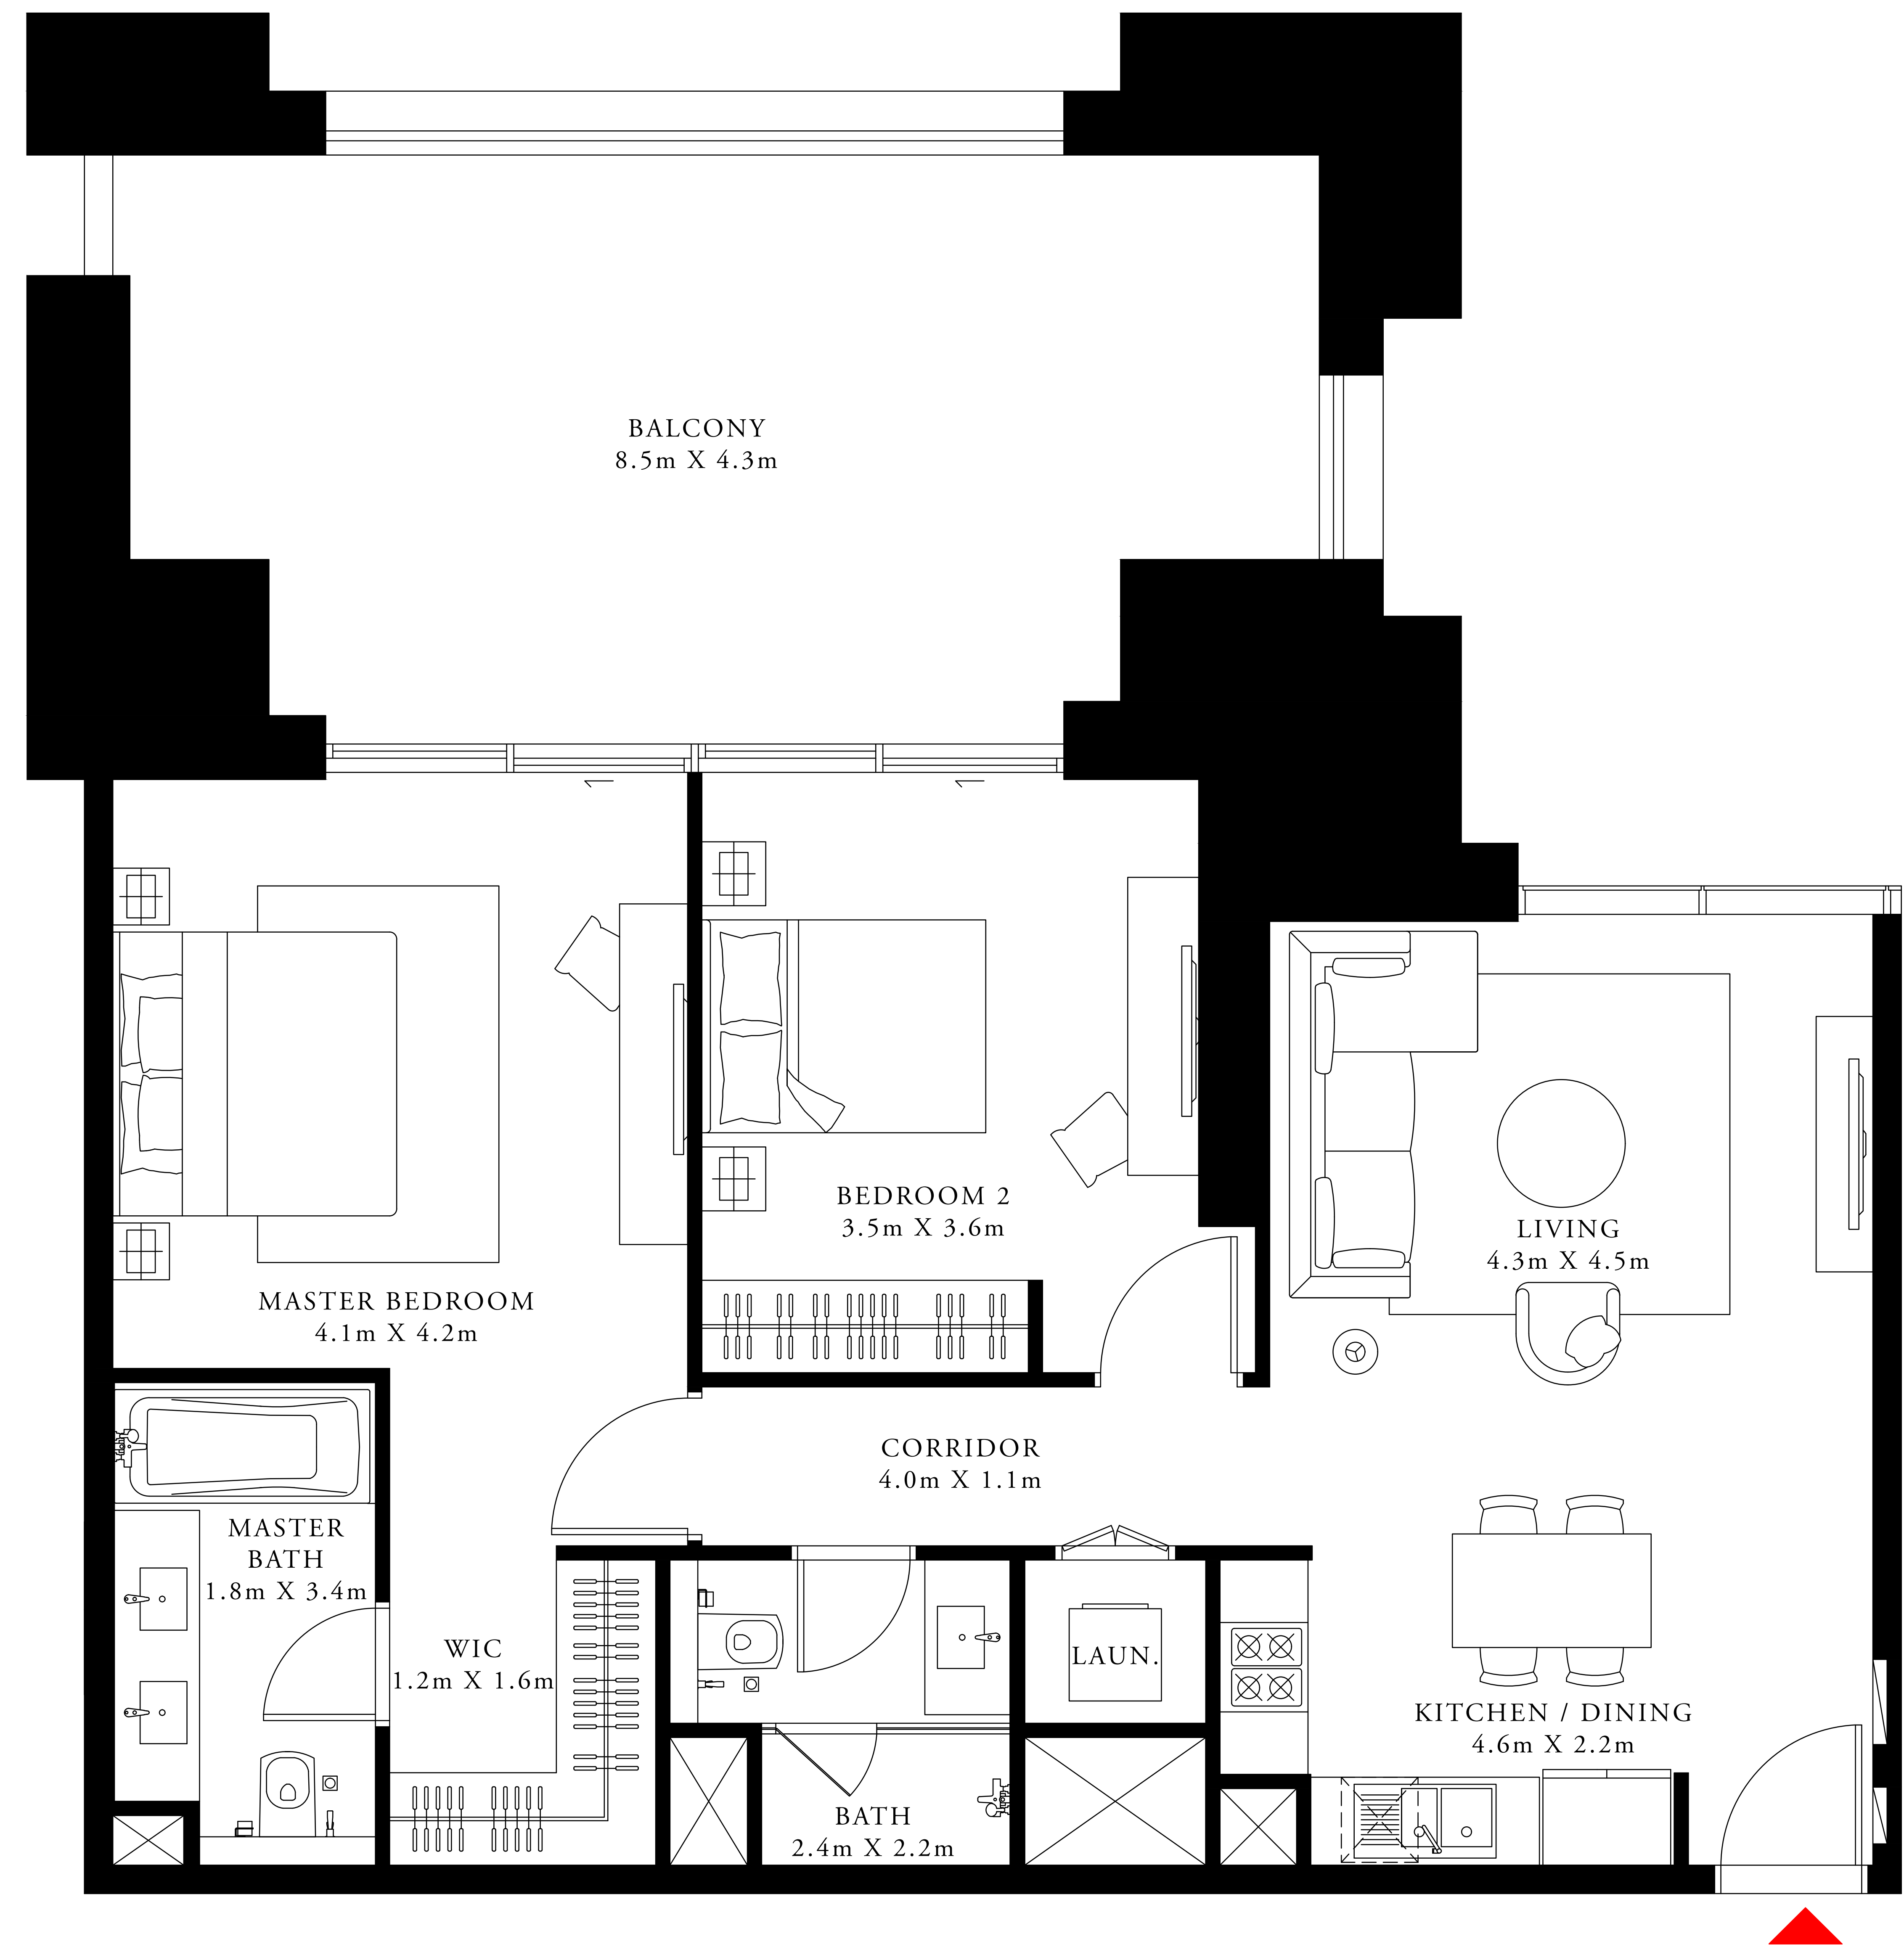 BALCONY
8.5m X 4.3m
BEDROOM 2
3.5m X 3.6m
LIVING
4.3m X 4.5m
MASTER BEDROOM
4.1m X 4.2m
CORRIDOR
4.0m X 1.1m
MASTER
BATH
1.8m X 3.4m
WIC
1.2m X 1.6m
LAUN.
KITCHEN / DINING
4.6m X 2.2m
BATH
2.4m X 2.2m